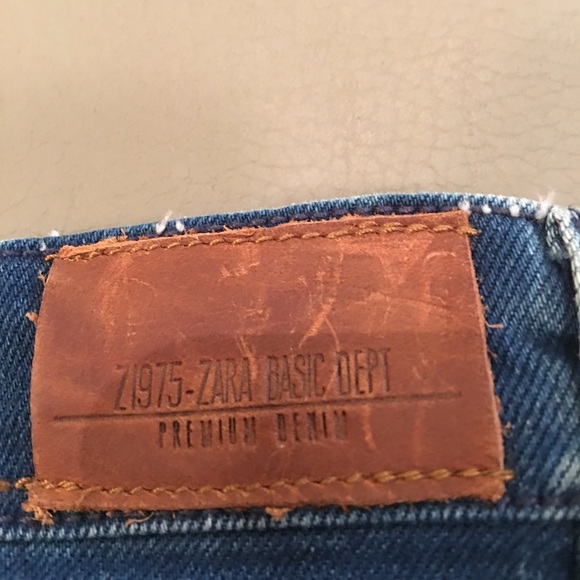 Z1975-ZARA BASIC DEPT
PREMIUM DENIM